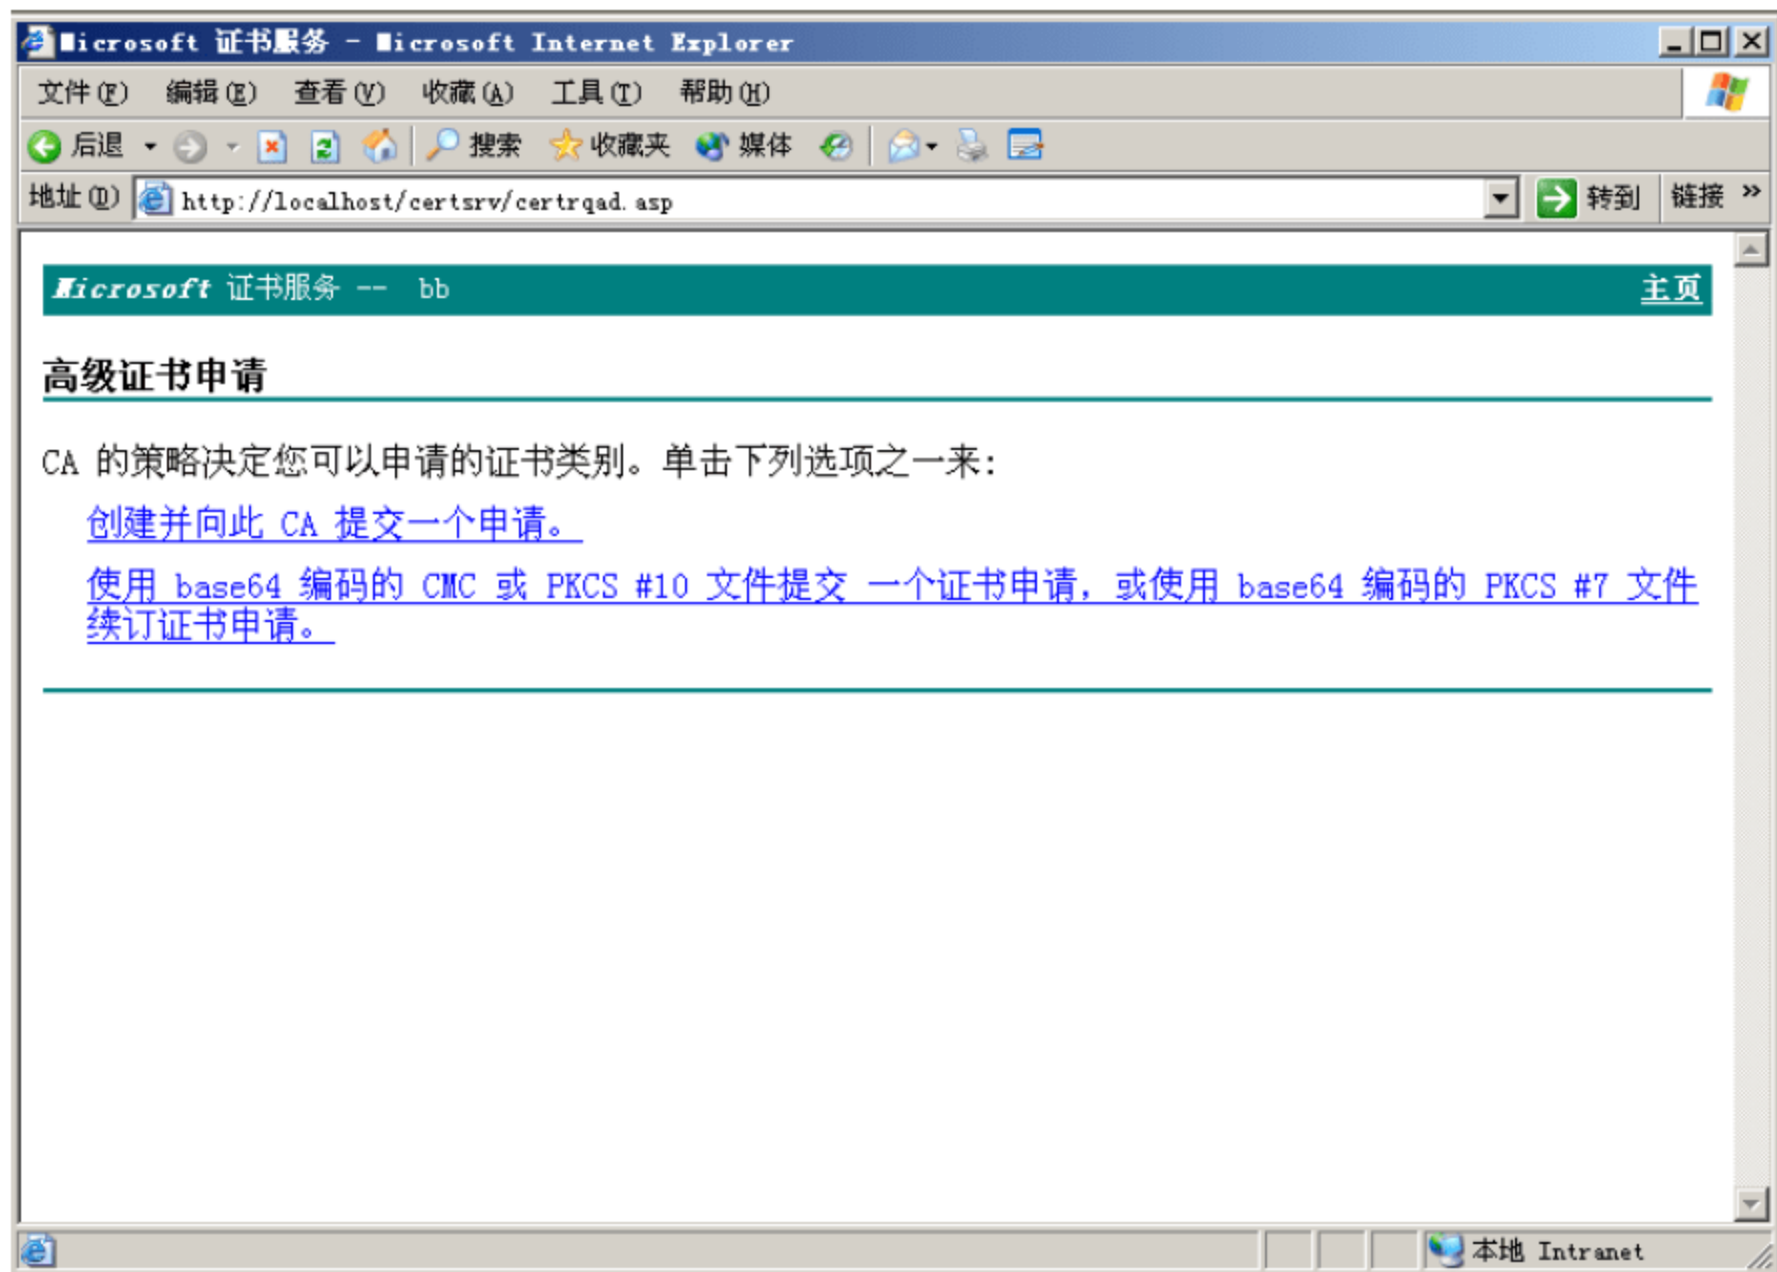 Microsoft 证书服务 - Microsoft Internet Explorer
文件(F) 编辑(E) 查看(V) 收藏(A) 工具(T) 帮助(H)
后退 搜索 收藏夹 媒体
地址(D) http://localhost/certsrv/certrqad.asp 转到 链接 »
Microsoft 证书服务 -- bb 主页
高级证书申请
CA 的策略决定您可以申请的证书类别。单击下列选项之一来:
创建并向此 CA 提交一个申请。
使用 base64 编码的 CMC 或 PKCS #10 文件提交 一个证书申请，或使用 base64 编码的 PKCS #7 文件
续订证书申请。
本地 Intranet